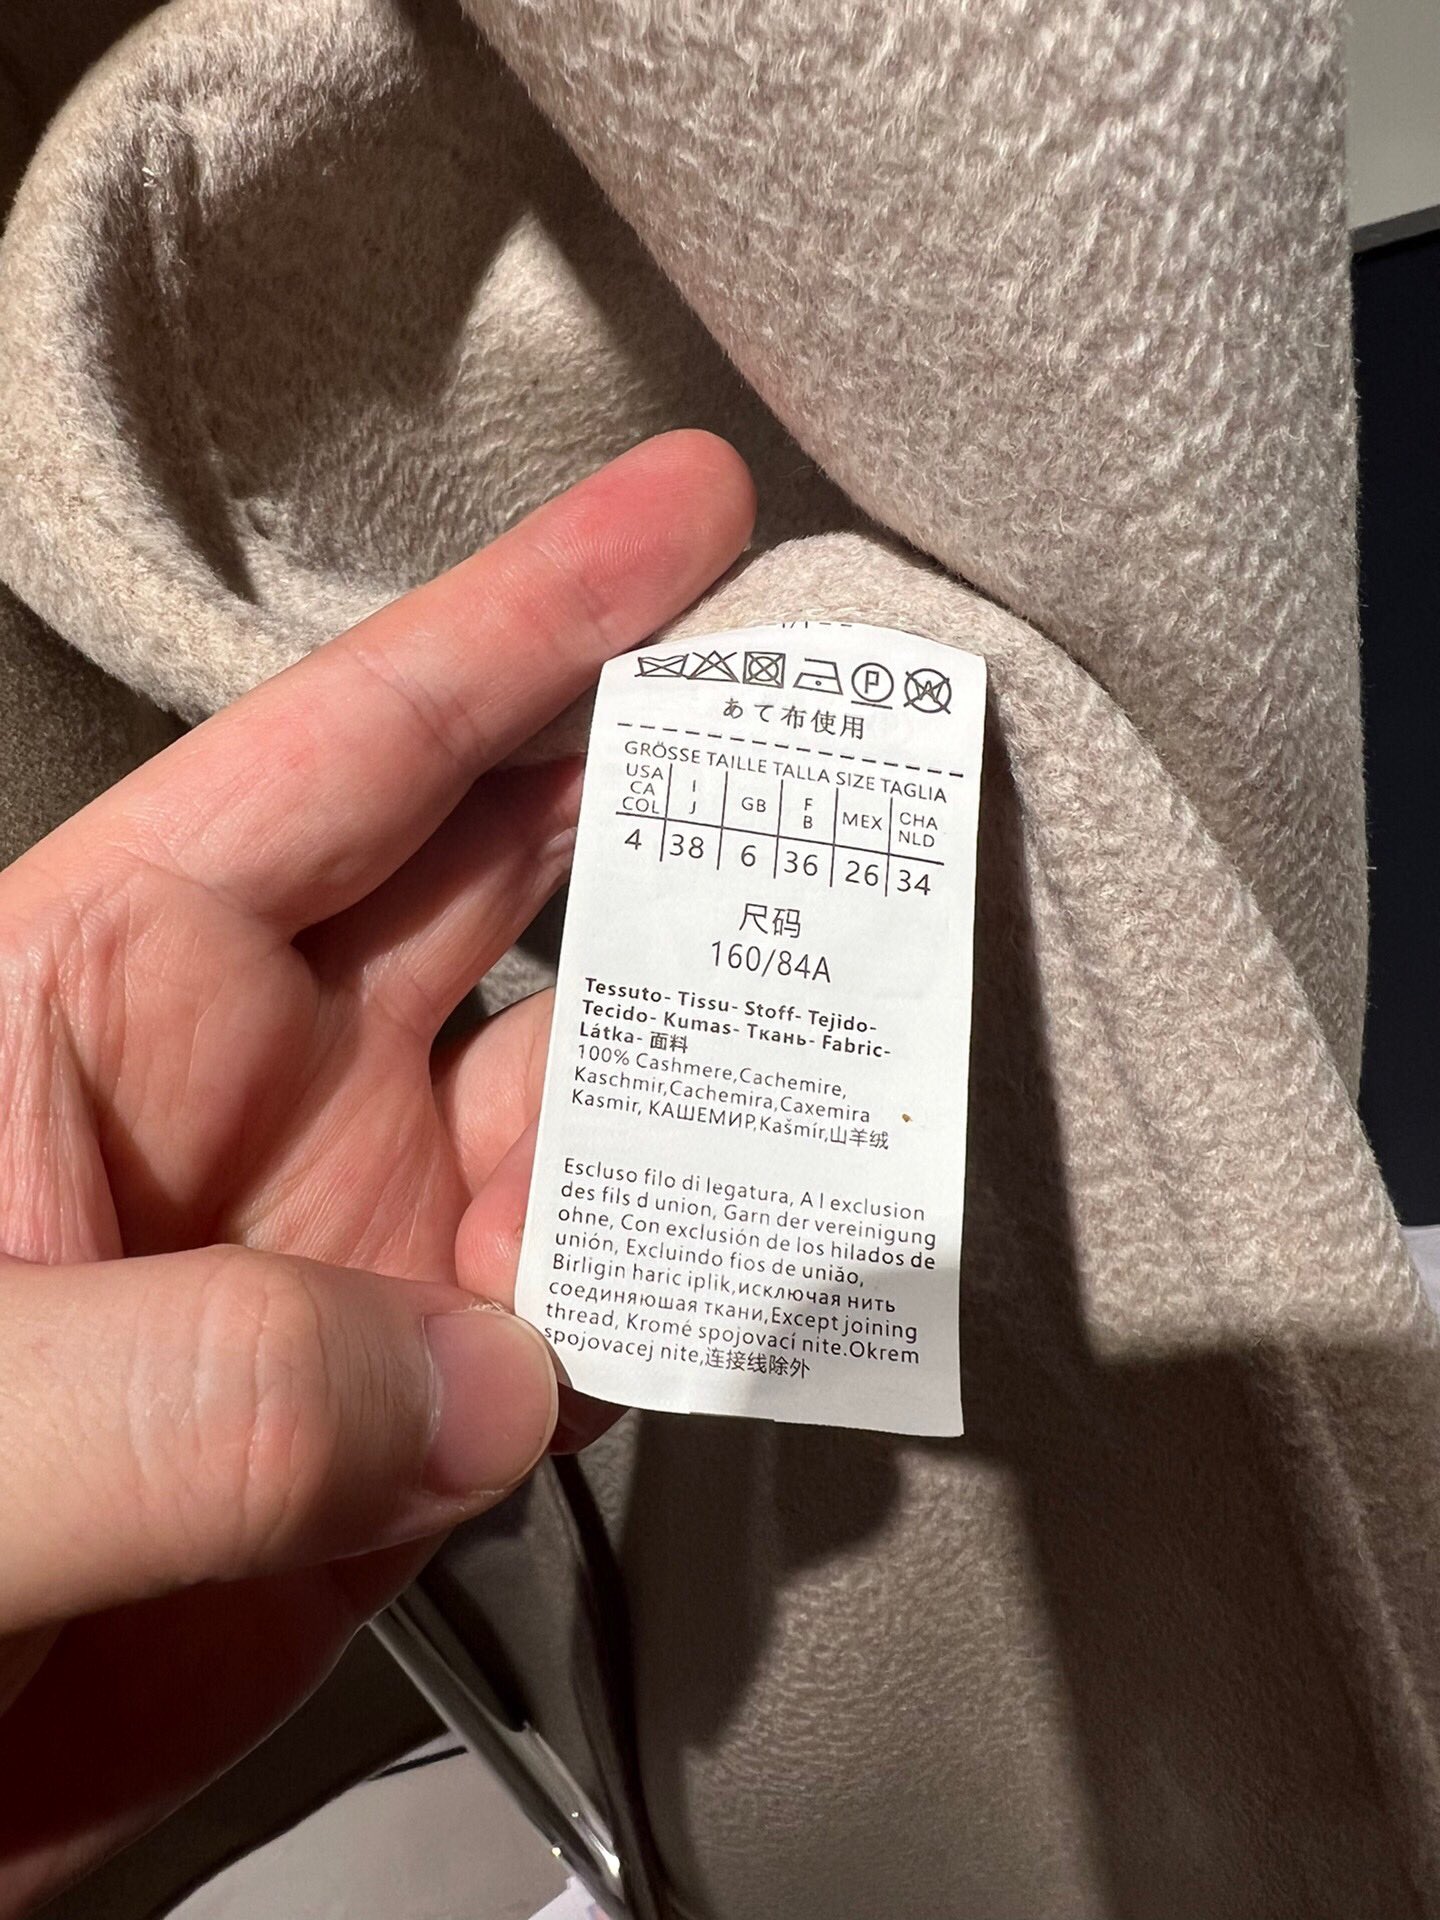 あて布使用
GRÖSSE TAILLE TALLA SIZE TAGLIA
USA CA COL I J GB F B MEX CHA NLD
4 38 6 36 26 34
尺码
160/84A
Tessuto- Tissu- Stoff- Tejido-
Tecido- Kumas- Ткань- Fabric-
Látka- 面料
100% Cashmere,Cachemire,
Kaschmir,Cachemira,Caxemira
Kasmir, КАШЕМИР,Kašmír,山羊绒
Escluso filo di legatura, A l exclusion
des fils d union, Garn der vereinigung
ohne, Con exclusión de los hilados de
unión, Excluindo fios de união,
Birligin haric iplik,исключая нить
соединяюшая ткани,Except joining
thread, Kromé spojovací nite.Okrem
spojovacej nite,连接线除外